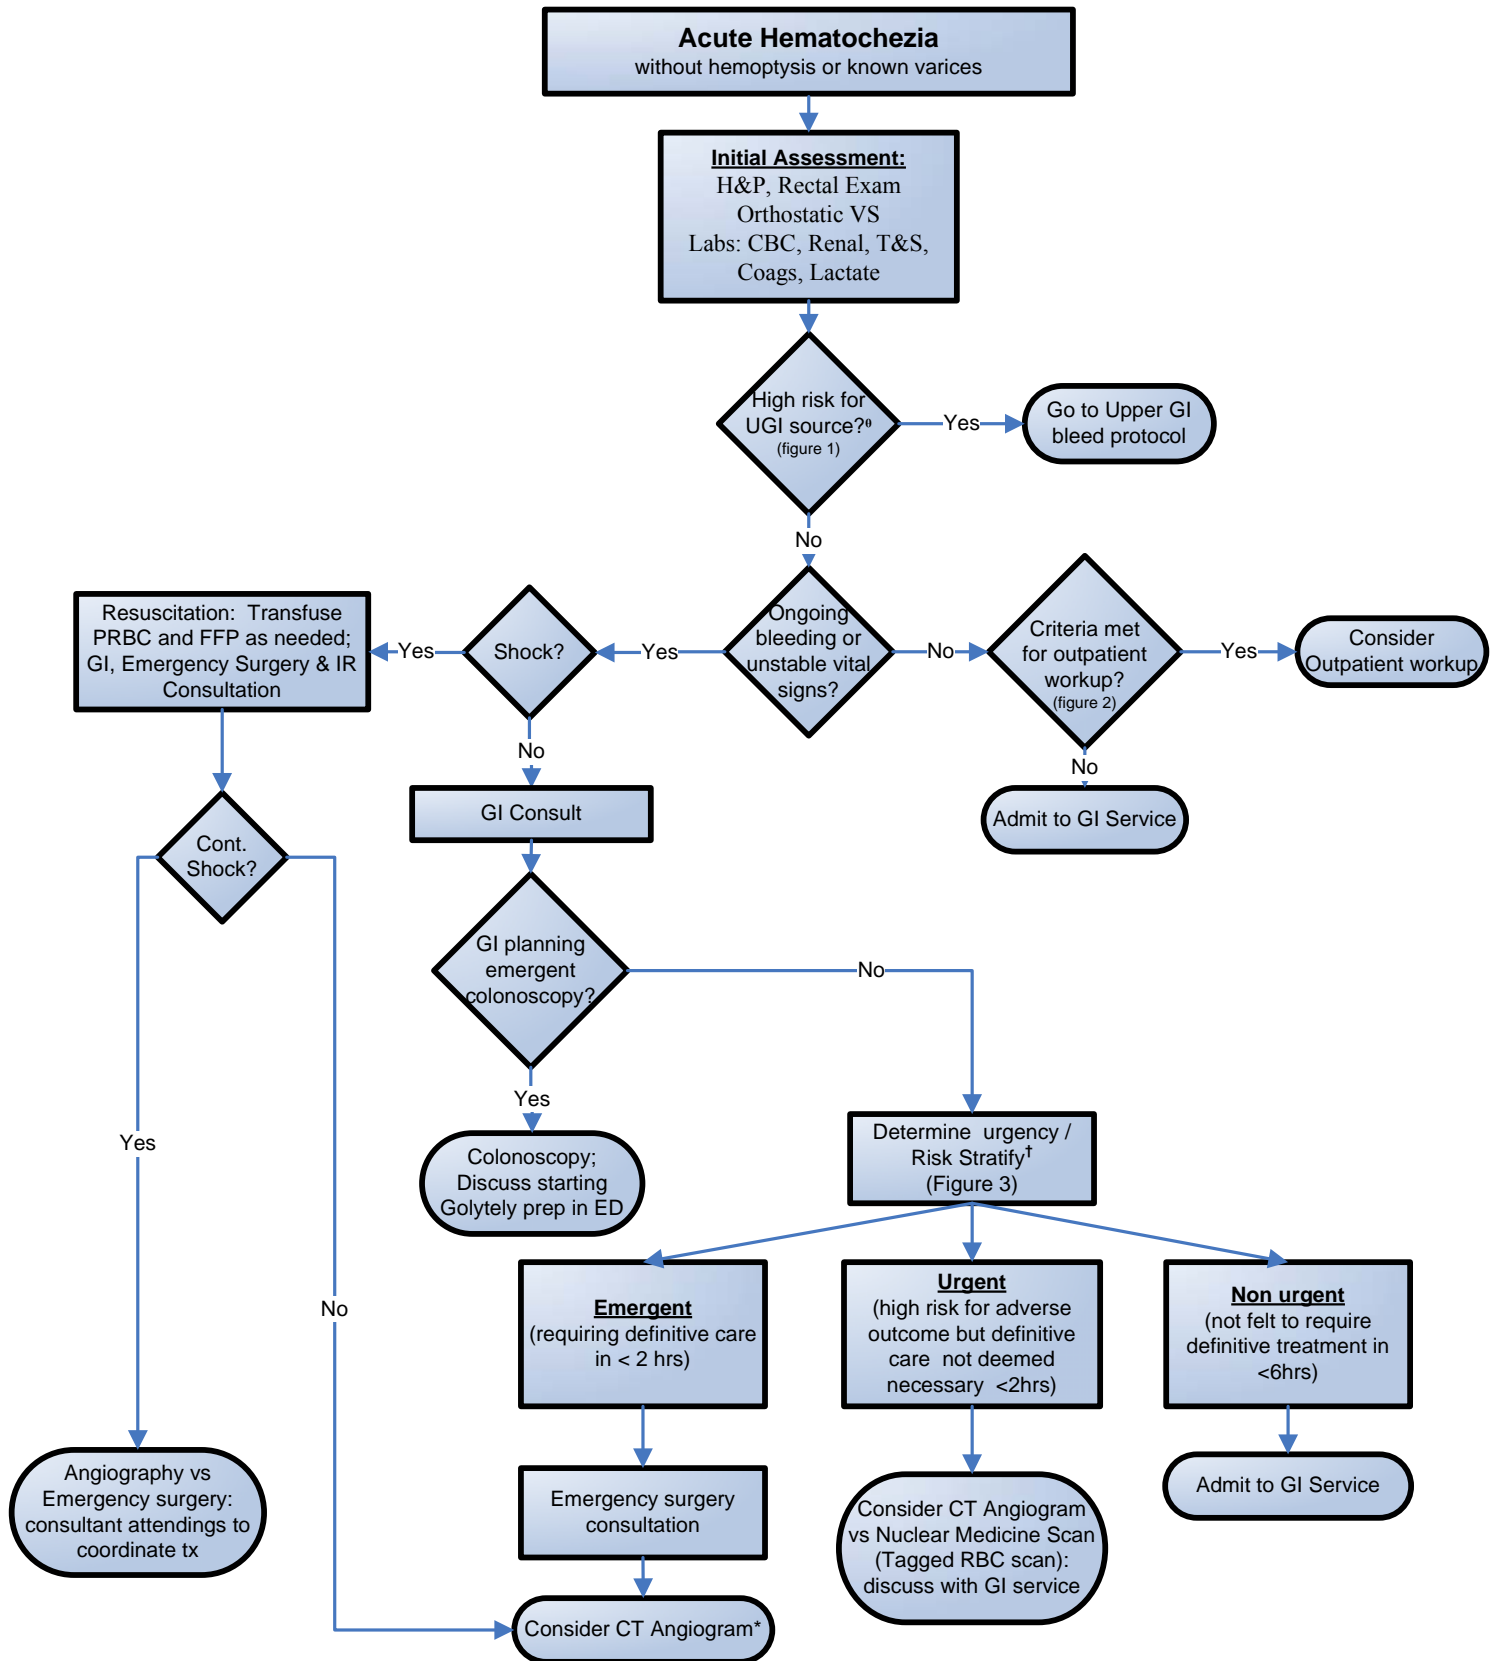 Acute Hematochezia
without hemoptysis or known varices
Initial Assessment:
H&P, Rectal Exam
Orthostatic VS
Labs: CBC, Renal, T&S,
Coags, Lactate
High risk for
UGI source?θ
(figure 1)
Yes
Go to Upper GI
bleed protocol
No
Ongoing
bleeding or
unstable vital
signs?
Yes
Shock?
Yes
Resuscitation: Transfuse
PRBC and FFP as needed;
GI, Emergency Surgery & IR
Consultation
No
Criteria met
for outpatient
workup?
(figure 2)
Yes
Consider
Outpatient workup
No
Admit to GI Service
No
GI Consult
Cont.
Shock?
GI planning
emergent
colonoscopy?
No
Yes
Colonoscopy;
Discuss starting
Golytely prep in ED
Yes
Determine urgency /
Risk Stratify†
(Figure 3)
Emergent
(requiring definitive care
in < 2 hrs)
Urgent
(high risk for adverse
outcome but definitive
care not deemed
necessary <2hrs)
Non urgent
(not felt to require
definitive treatment in
<6hrs)
No
Angiography vs
Emergency surgery:
consultant attendings to
coordinate tx
Emergency surgery
consultation
Consider CT Angiogram
vs Nuclear Medicine Scan
(Tagged RBC scan):
discuss with GI service
Admit to GI Service
Consider CT Angiogram*